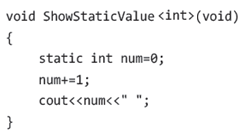 void ShowStaticValue<int>(void)
{
static int num=0;
num+=1;
cout<<num<<" ";
}